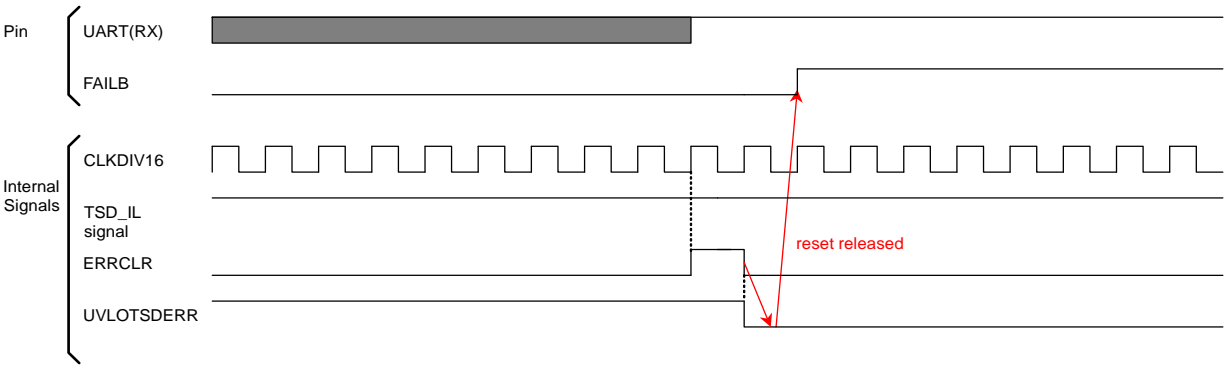 Pin
UART(RX)
FAILB
Internal
Signals
CLKDIV16
TSD_IL
signal
ERRCLR
UVLOTSDERR
reset released